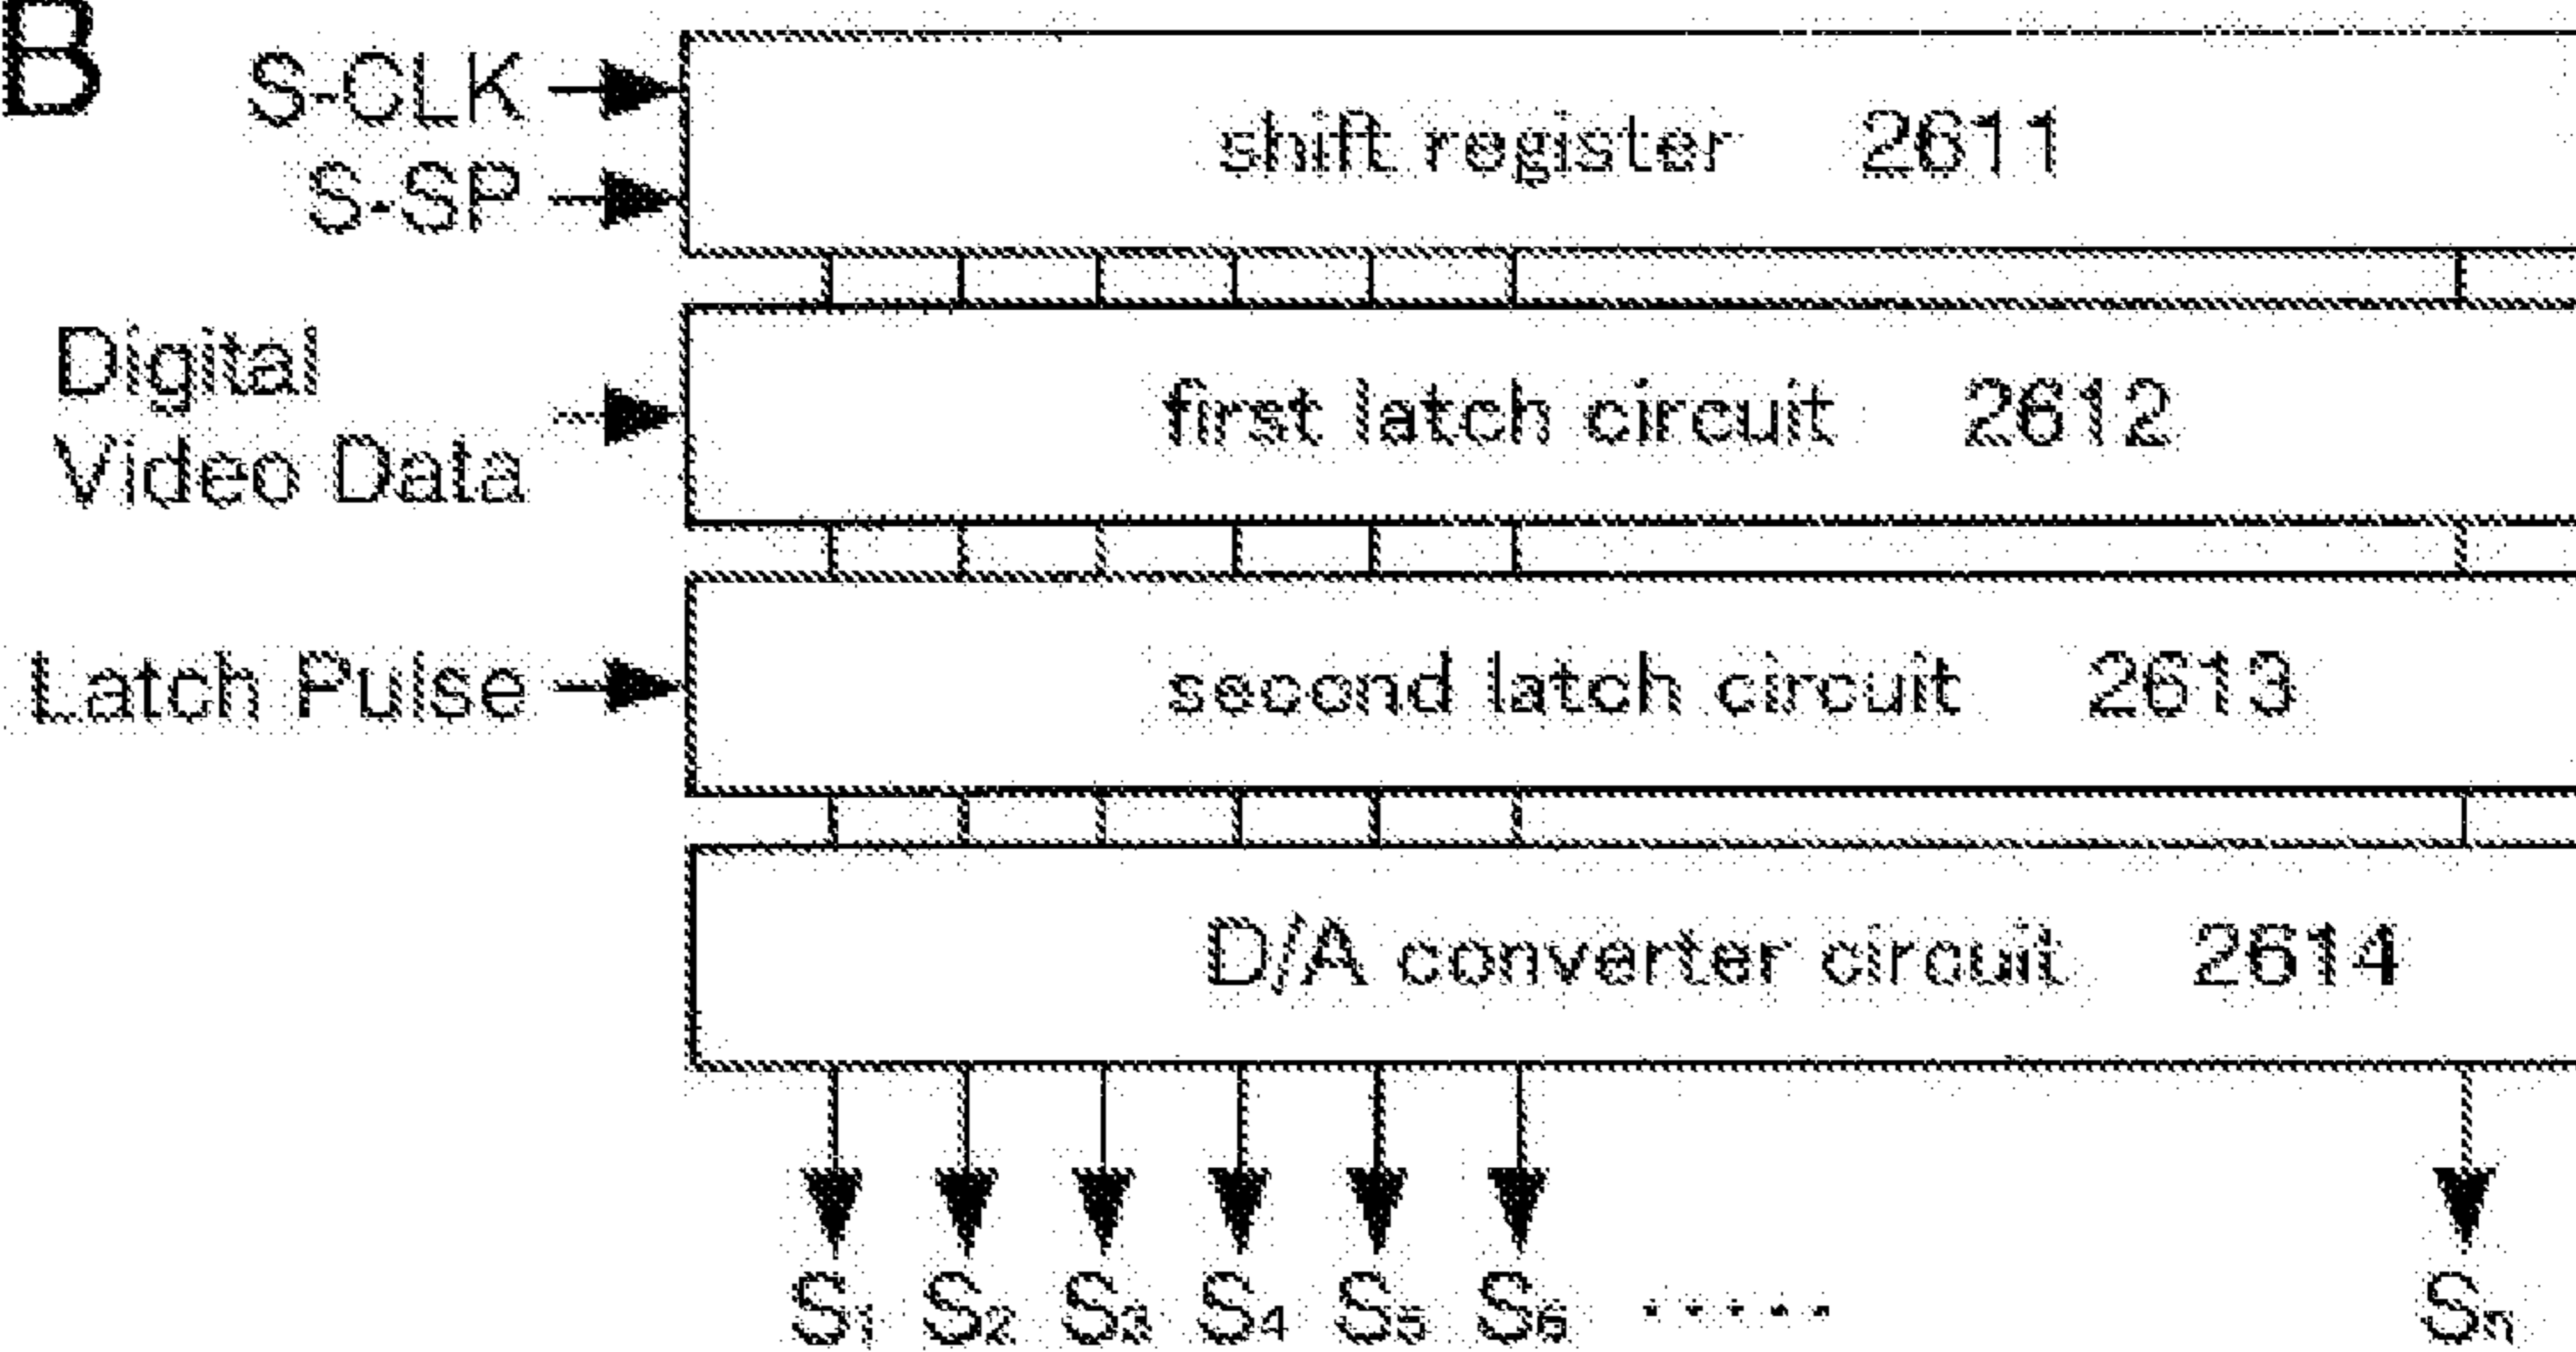 B
S-CLK
S-SP
shift register 2611
Digital
Video Data
first latch circuit 2612
Latch Pulse
second latch circuit 2613
D/A converter circuit 2614
S1 S2 S3 S4 S5 S6 ····· Sn